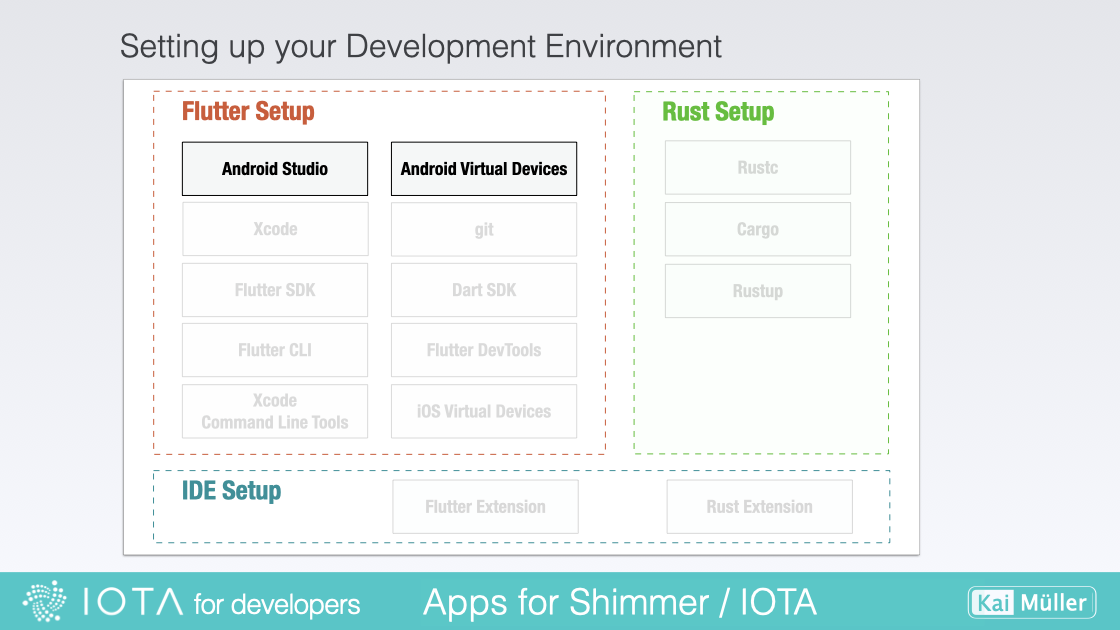 Setting up your Development Environment
Flutter Setup
Android Studio
Android Virtual Devices
Xcode
git
Flutter SDK
Dart SDK
Flutter CLI
Flutter DevTools
Xcode
Command Line Tools
iOS Virtual Devices
Rust Setup
Rustc
Cargo
Rustup
IDE Setup
Flutter Extension
Rust Extension
IOTA for developers
Apps for Shimmer / IOTA
Kai Müller